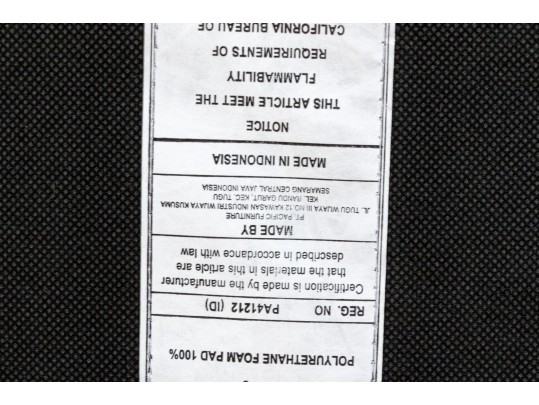 POLYURETHANE FOAM PAD 100%
REG. NO PA41212 (ID)
Certification is made by the manufacturer
that the materials in this article are
described in accordance with law
MADE BY
PT. PACIFIC FURNITURE
JL. TUGU WIJAYA III NO.12 KAWASAN INDUSTRI WIJAYA KUSUMA
KEL. RANDU GARUT, KEC. TUGU
SEMARANG CENTRAL JAVA INDONESIA
MADE IN INDONESIA
NOTICE
THIS ARTICLE MEET THE
FLAMMABILITY
REQUIREMENTS OF
CALIFORNIA BUREAU OF